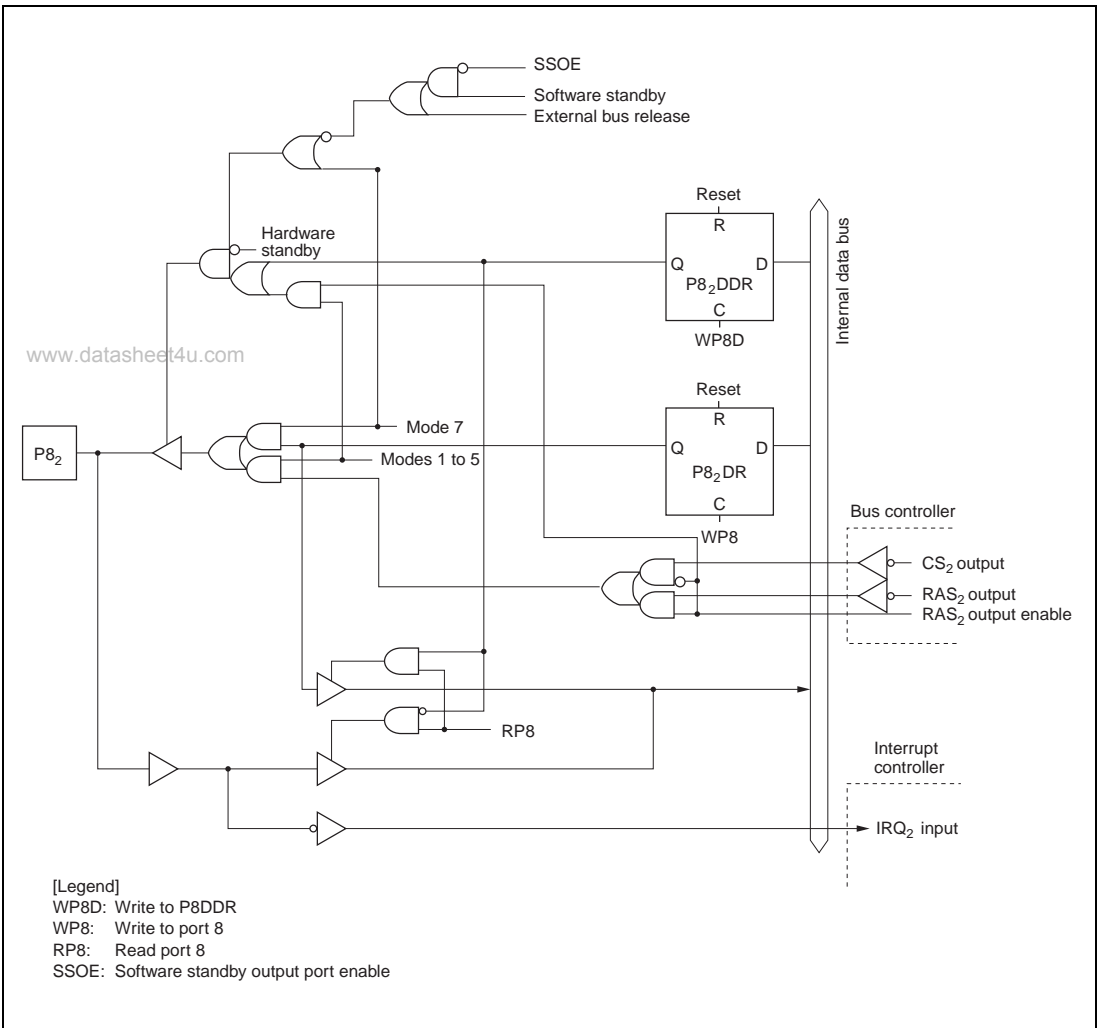 SSOE
Software standby
External bus release
Reset
R
Hardware
standby
Q
D
P8₂DDR
C
WP8D
Internal data bus
www.datasheet4u.com
Reset
R
Mode 7
P8₂
Q
D
Modes 1 to 5
P8₂DR
C
WP8
Bus controller
CS₂ output
RAS₂ output
RAS₂ output enable
RP8
Interrupt
controller
IRQ₂ input
[Legend]
WP8D: Write to P8DDR
WP8: Write to port 8
RP8: Read port 8
SSOE: Software standby output port enable